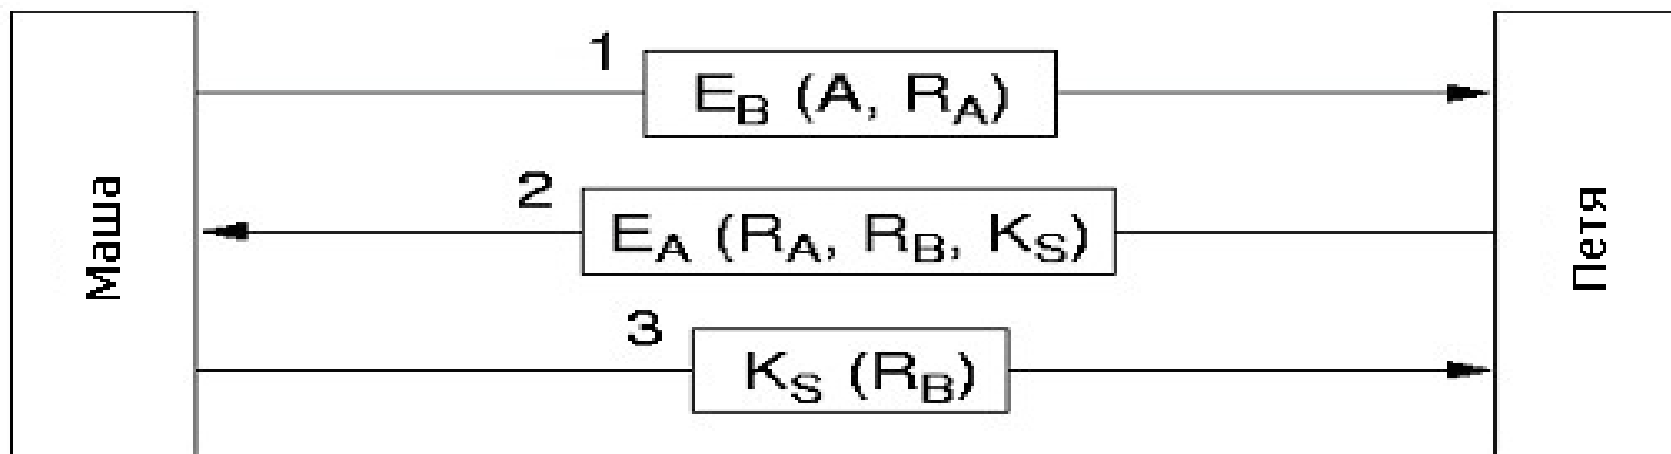 1
E_B (A, R_A)
2
E_A (R_A, R_B, K_S)
3
K_S (R_B)
Маша
Петя